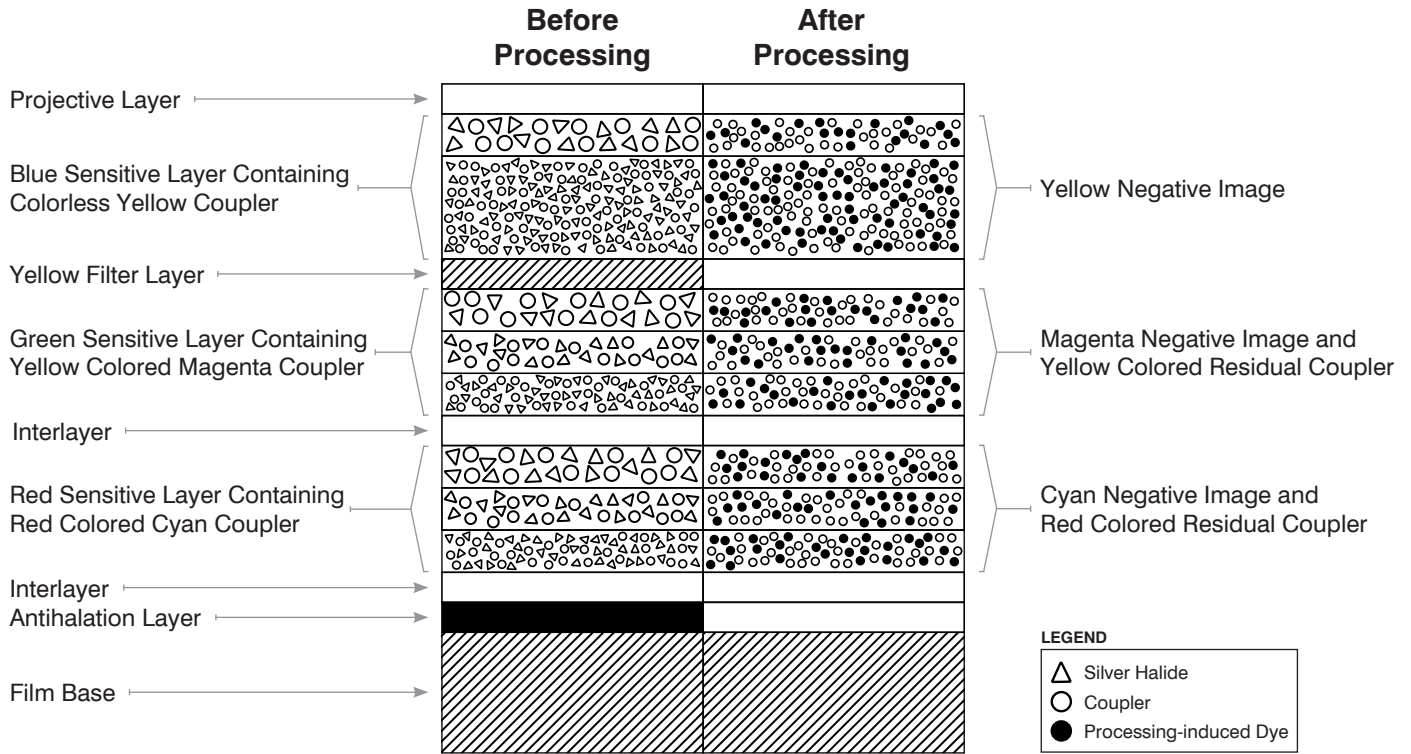 Before
Processing
After
Processing
Projective Layer
Blue Sensitive Layer Containing
Colorless Yellow Coupler
Yellow Negative Image
Yellow Filter Layer
Green Sensitive Layer Containing
Yellow Colored Magenta Coupler
Magenta Negative Image and
Yellow Colored Residual Coupler
Interlayer
Red Sensitive Layer Containing
Red Colored Cyan Coupler
Cyan Negative Image and
Red Colored Residual Coupler
Interlayer
Antihalation Layer
Film Base
LEGEND
Silver Halide
Coupler
Processing-induced Dye